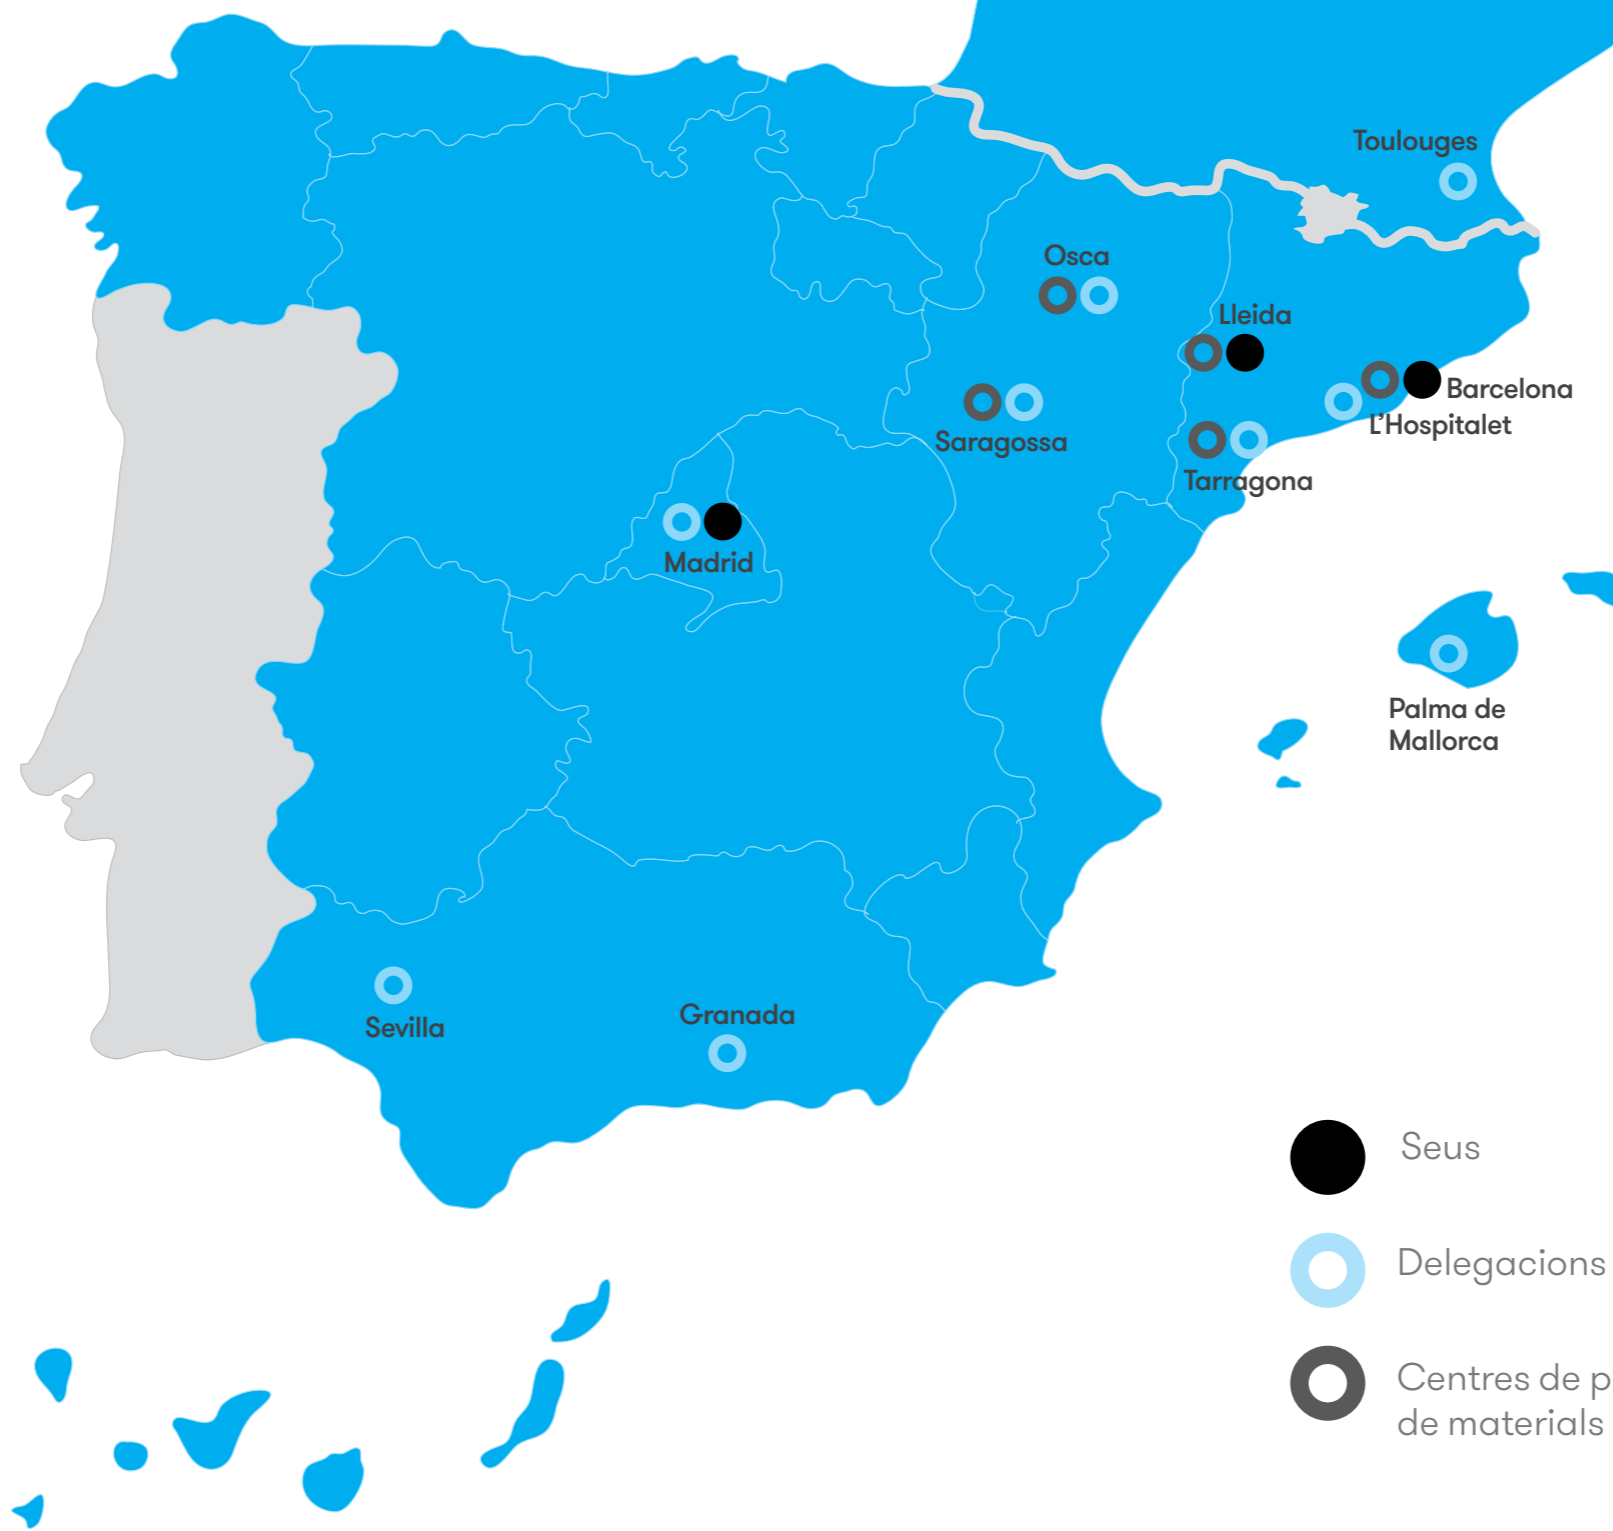 Toulouges
Osca
Lleida
Barcelona
L'Hospitalet
Saragossa
Tarragona
Madrid
Palma de
Mallorca
Granada
Sevilla
Seus
Delegacions
Centres de
de materials